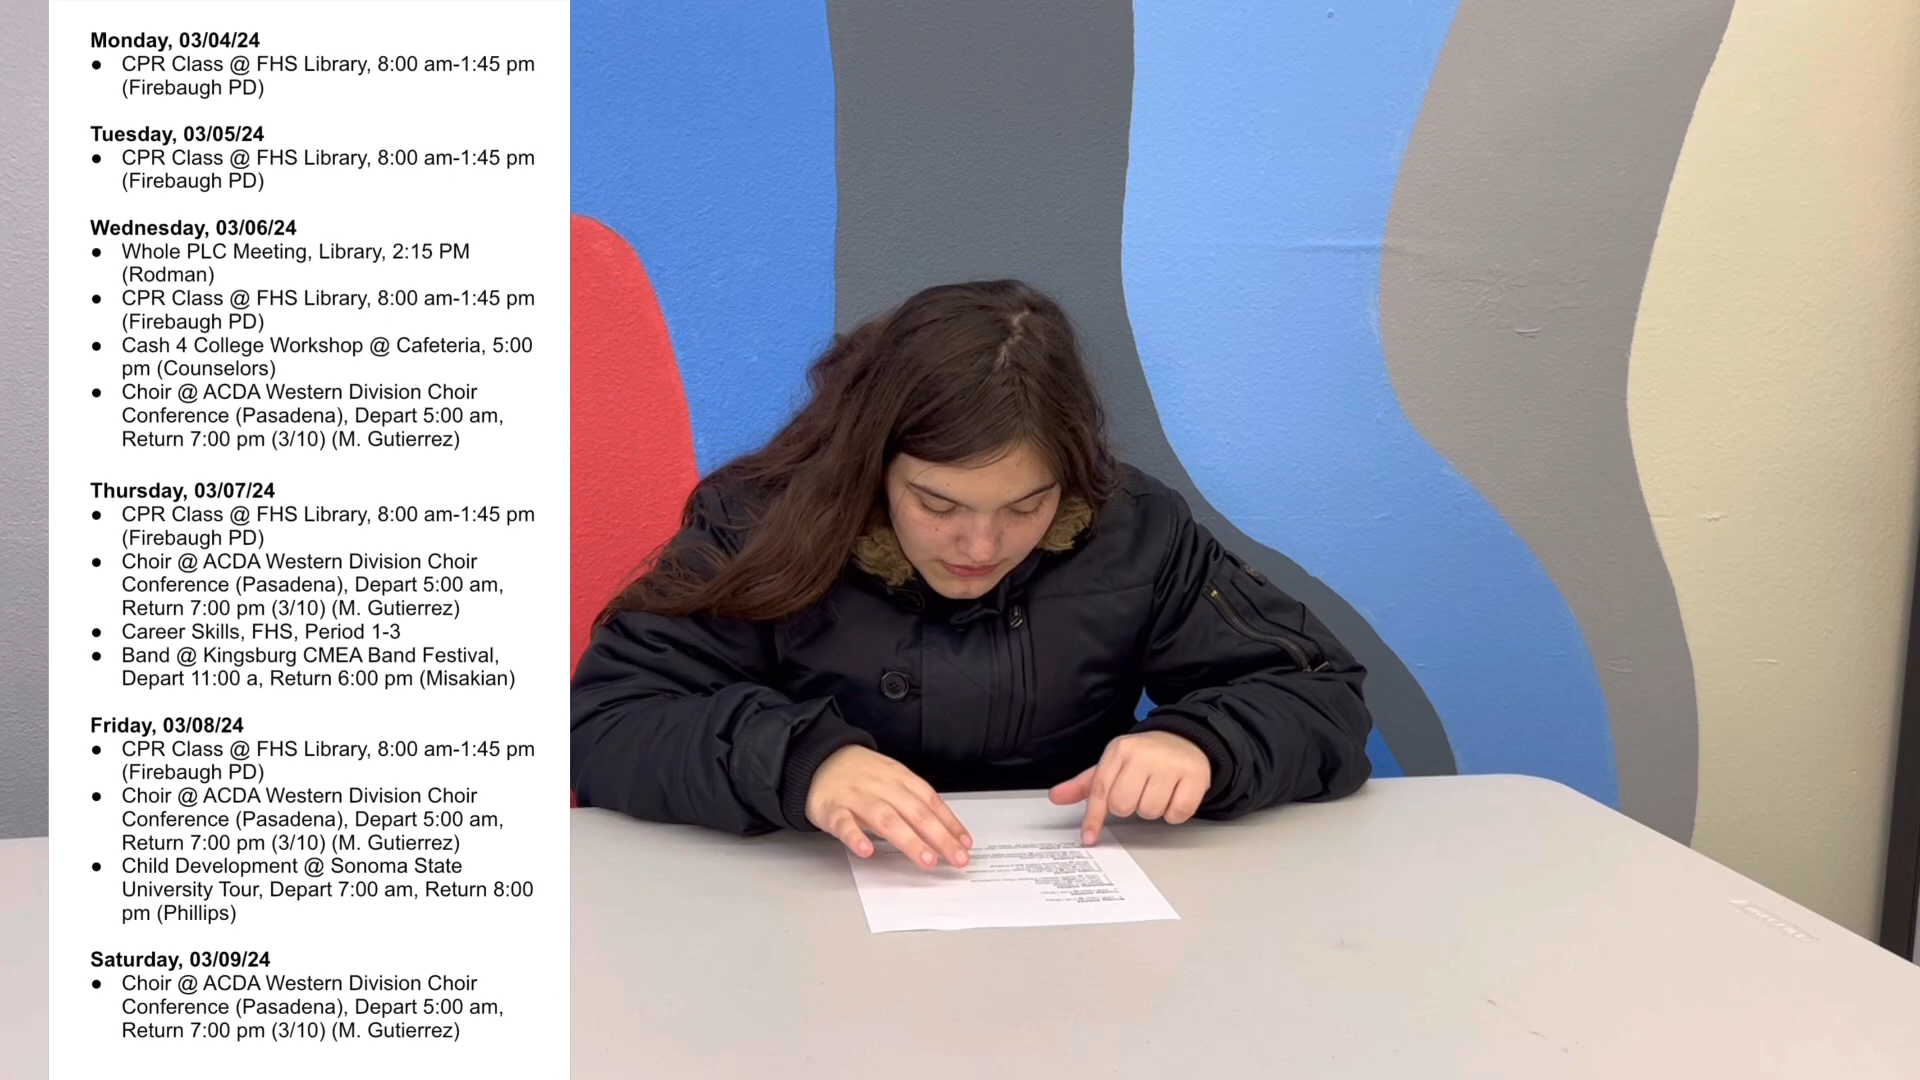 Monday, 03/04/24
● CPR Class @ FHS Library, 8:00 am-1:45 pm
(Firebaugh PD)
Tuesday, 03/05/24
● CPR Class @ FHS Library, 8:00 am-1:45 pm
(Firebaugh PD)
Wednesday, 03/06/24
● Whole PLC Meeting, Library, 2:15 PM
(Rodman)
● CPR Class @ FHS Library, 8:00 am-1:45 pm
(Firebaugh PD)
● Cash 4 College Workshop @ Cafeteria, 5:00
pm (Counselors)
● Choir @ ACDA Western Division Choir
Conference (Pasadena), Depart 5:00 am,
Return 7:00 pm (3/10) (M. Gutierrez)
Thursday, 03/07/24
● CPR Class @ FHS Library, 8:00 am-1:45 pm
(Firebaugh PD)
● Choir @ ACDA Western Division Choir
Conference (Pasadena), Depart 5:00 am,
Return 7:00 pm (3/10) (M. Gutierrez)
● Career Skills, FHS, Period 1-3
● Band @ Kingsburg CMEA Band Festival,
Depart 11:00 a, Return 6:00 pm (Misakian)
Friday, 03/08/24
● CPR Class @ FHS Library, 8:00 am-1:45 pm
(Firebaugh PD)
● Choir @ ACDA Western Division Choir
Conference (Pasadena), Depart 5:00 am,
Return 7:00 pm (3/10) (M. Gutierrez)
● Child Development @ Sonoma State
University Tour, Depart 7:00 am, Return 8:00
pm (Phillips)
Saturday, 03/09/24
● Choir @ ACDA Western Division Choir
Conference (Pasadena), Depart 5:00 am,
Return 7:00 pm (3/10) (M. Gutierrez)